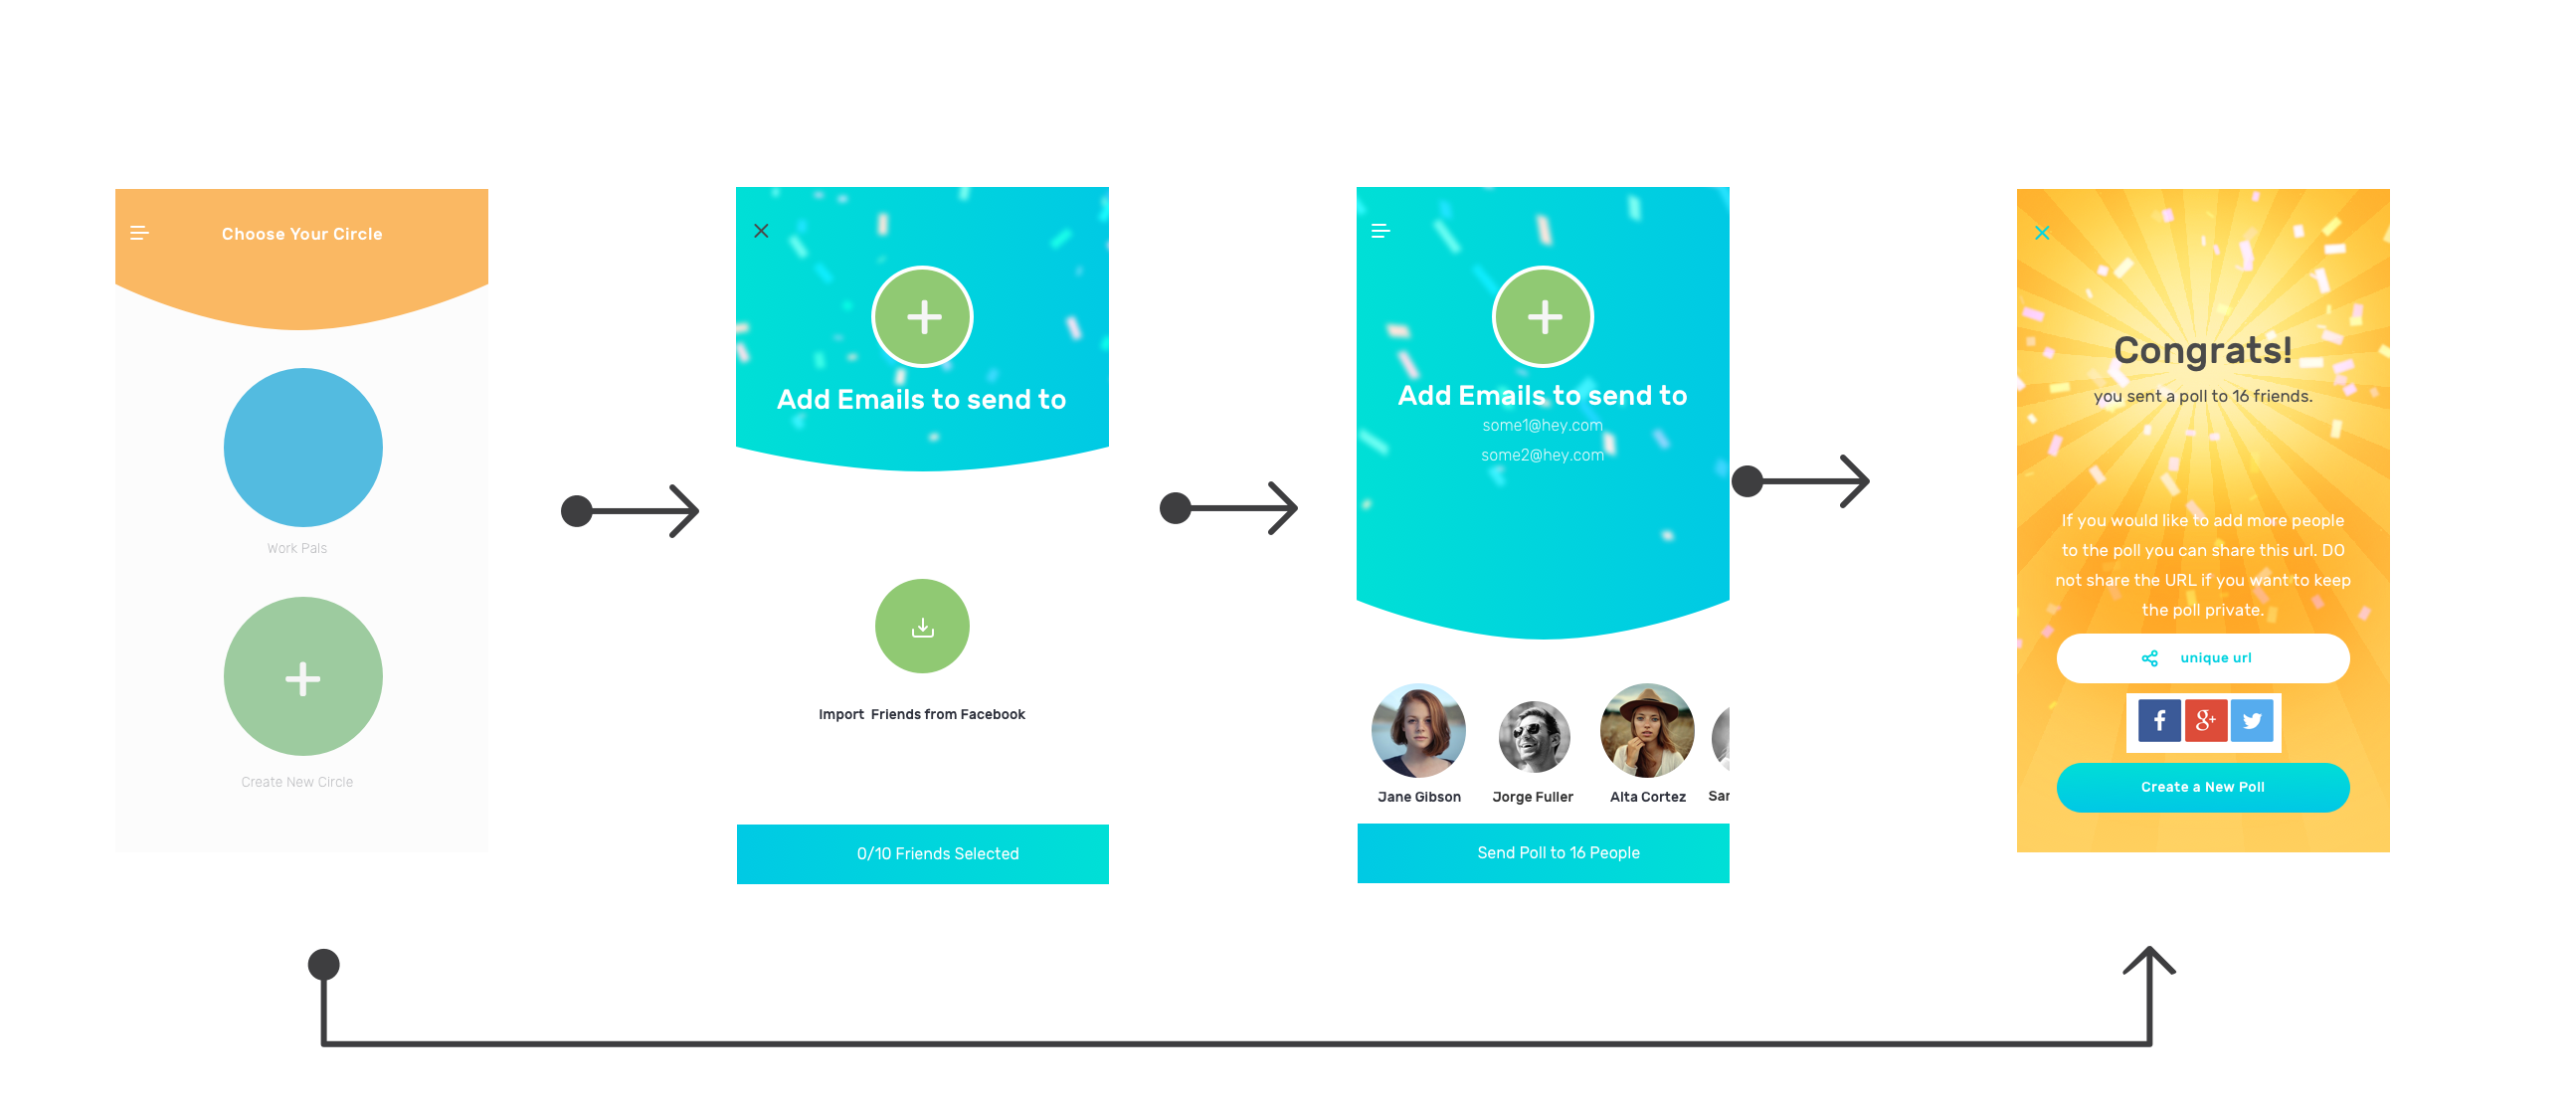 Choose Your Circle
Work Pals
Create New Circle
Add Emails to send to
Import Friends from Facebook
0/10 Friends Selected
Add Emails to send to
some1@hey.com
some2@hey.com
Jane Gibson
Jorge Fuller
Alta Cortez
Sar
Send Poll to 16 People
Congrats!
you sent a poll to 16 friends.
If you would like to add more people
to the poll you can share this url. DO
not share the URL if you want to keep
the poll private.
unique url
f
g+
Create a New Poll